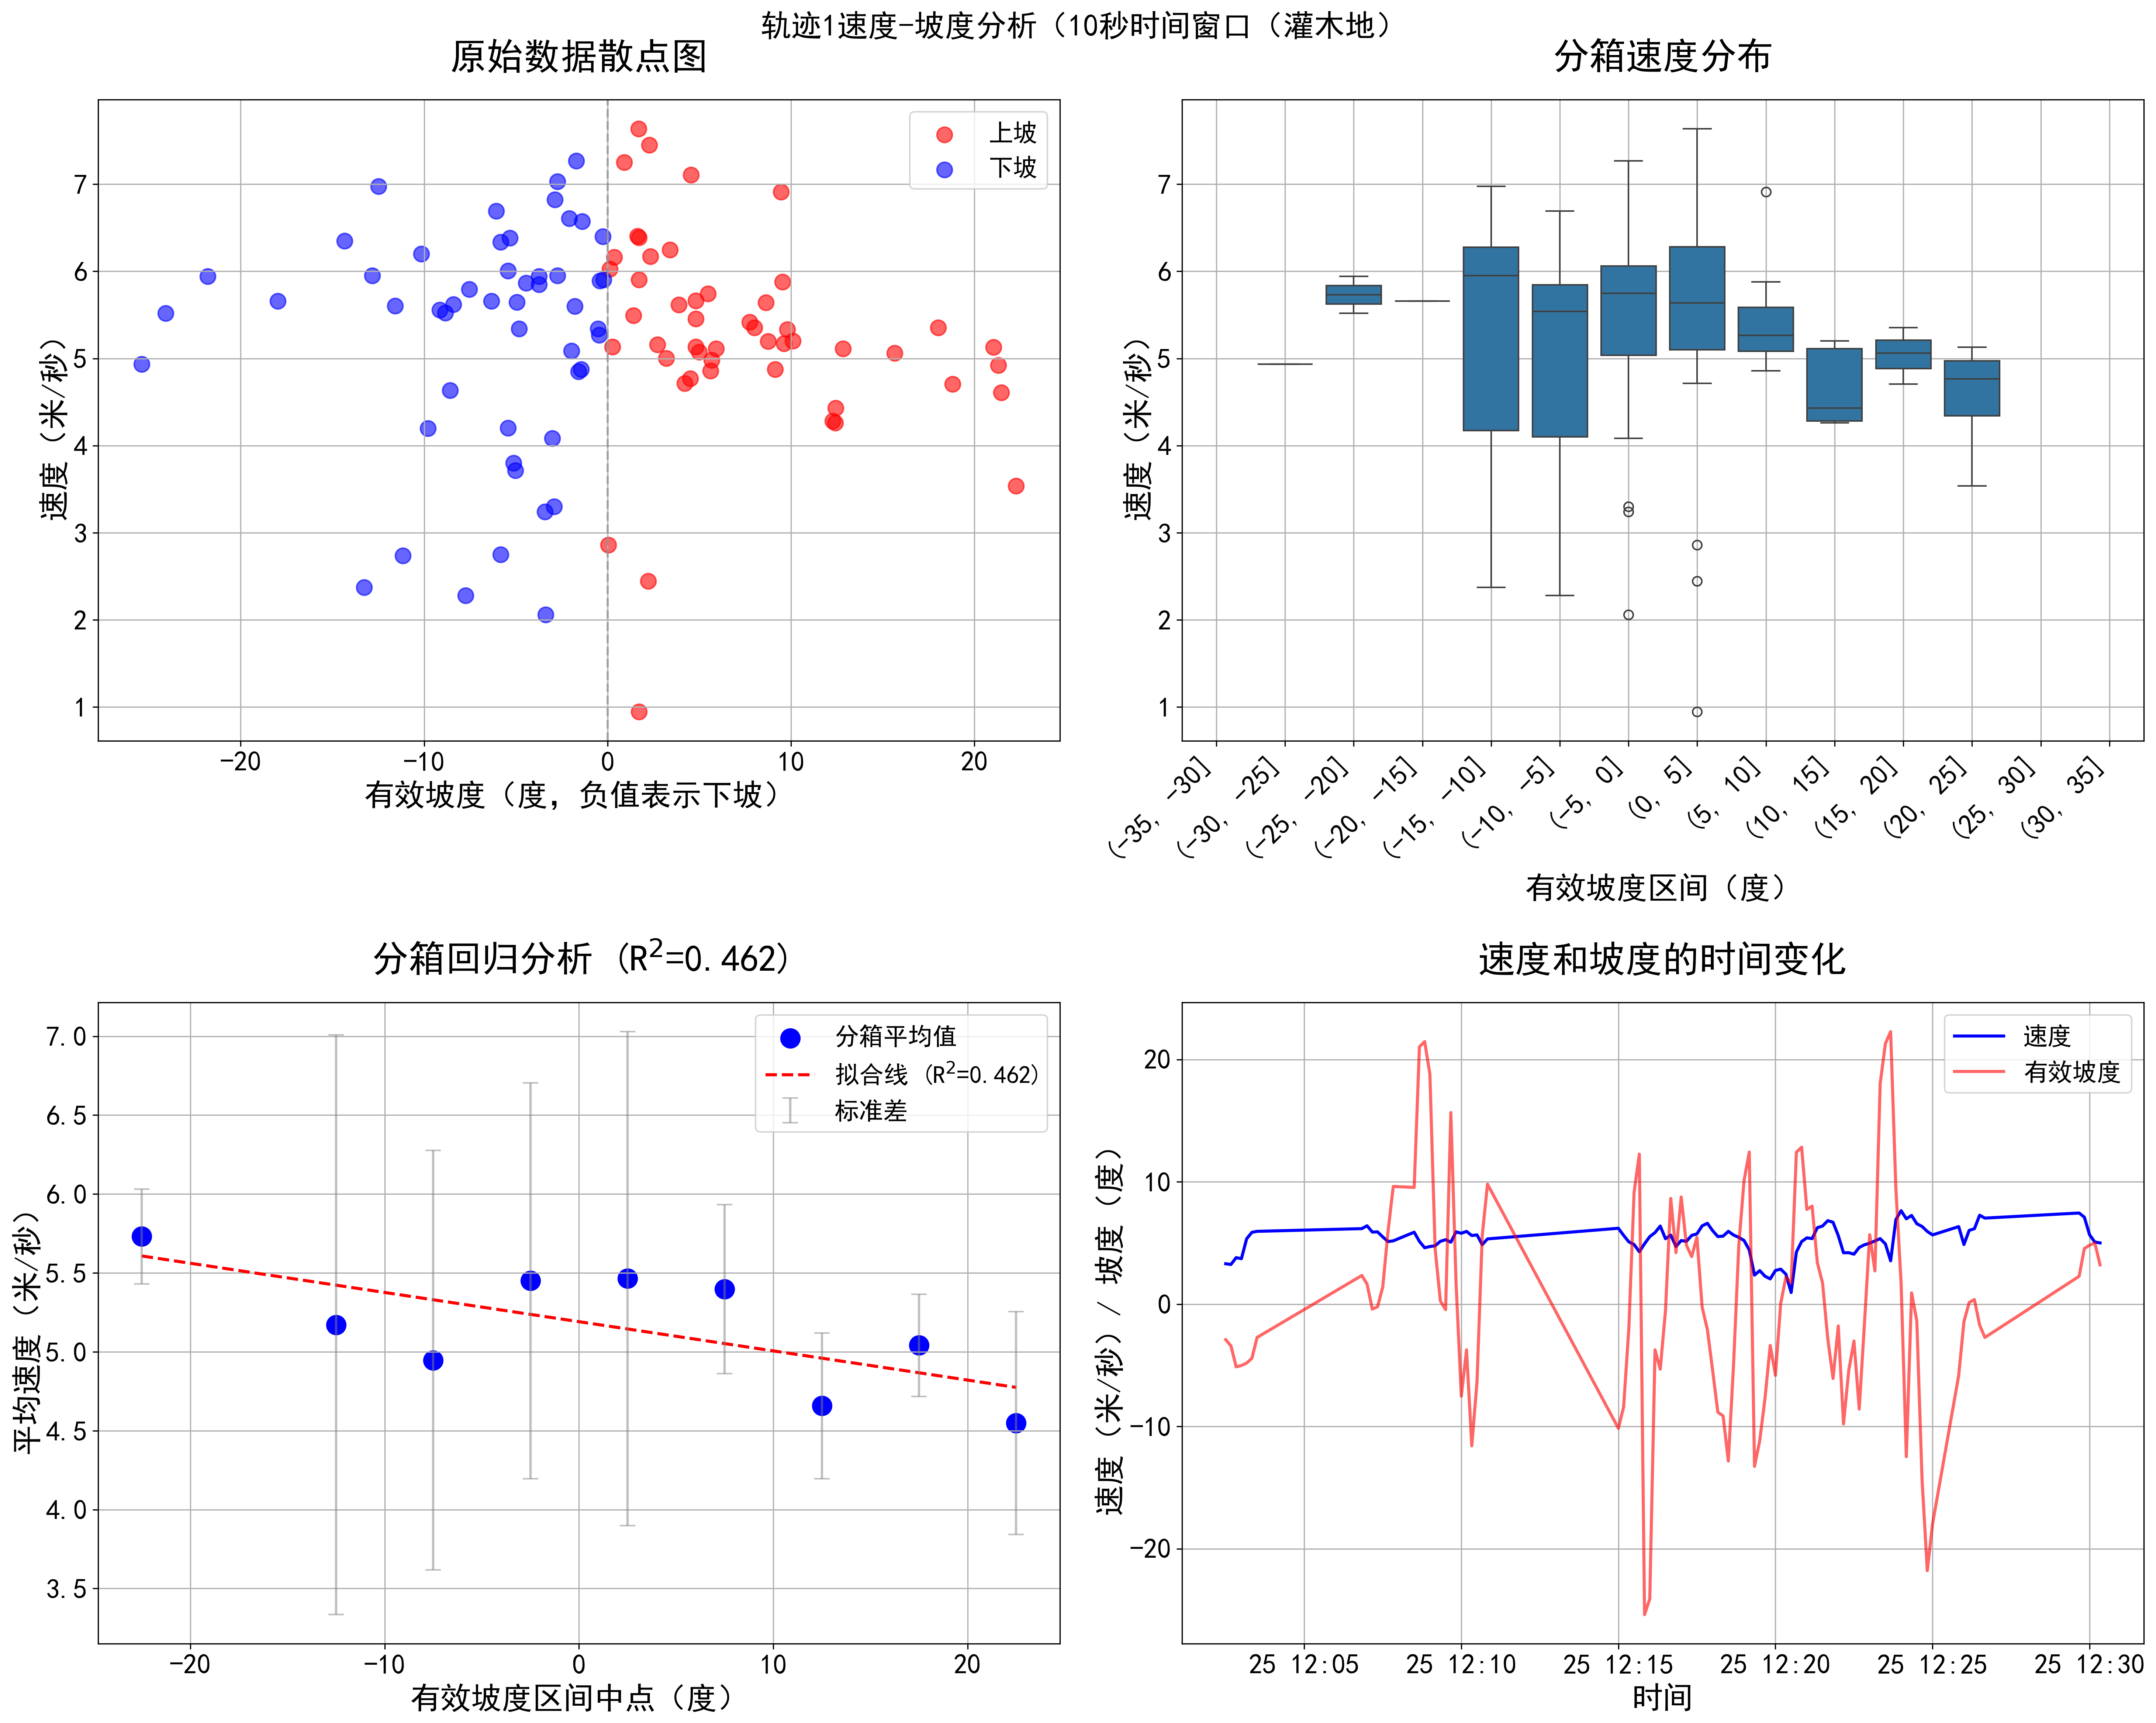 轨迹1速度-坡度分析（10秒时间窗口（灌木地）
原始数据散点图
上坡
下坡
7
6
5
4
3
2
1
速度（米/秒）
−20
−10
0
10
20
有效坡度（度，负值表示下坡）
分箱速度分布
7
6
5
4
3
2
1
速度（米/秒）
(-35, -30]
(-30, -25]
(-25, -20]
(-20, -15]
(-15, -10]
(-10, -5]
(-5, 0]
(0, 5]
(5, 10]
(10, 15]
(15, 20]
(20, 25]
(25, 30]
(30, 35]
有效坡度区间（度）
分箱回归分析 (R²=0.462)
分箱平均值
拟合线 (R²=0.462)
标准差
7.0
6.5
6.0
5.5
5.0
4.5
4.0
3.5
平均速度（米/秒）
−20
−10
0
10
20
有效坡度区间中点（度）
速度和坡度的时间变化
速度
有效坡度
20
10
0
−10
−20
速度（米/秒）/ 坡度（度）
25 12:05
25 12:10
25 12:15
25 12:20
25 12:25
25 12:30
时间